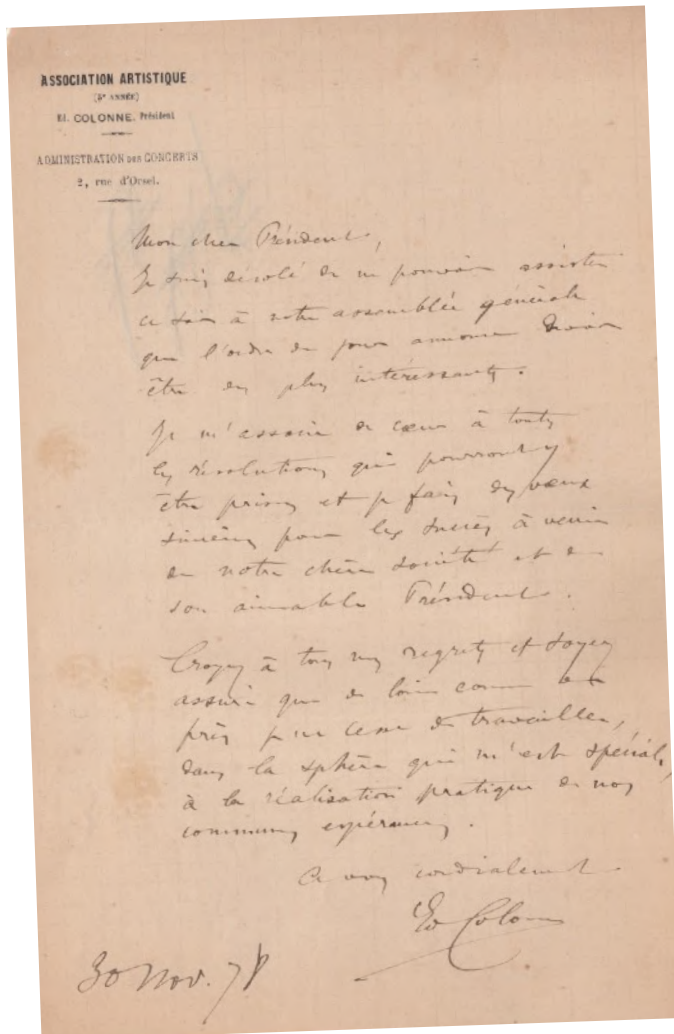 ASSOCIATION ARTISTIQUE
(5e ANNÉE)
Ed. COLONNE, Président
ADMINISTRATION DES CONCERTS
2, rue d'Orsel.
Mon cher Président,
Je suis désolé de ne pouvoir assister
ce soir à notre assemblée générale
que l'ordre du jour annonce devoir
être des plus intéressants.
Je m'associe de cœur à toutes
les résolutions qui pourront y
être prises et je fais des vœux
sincères pour les succès à venir
de notre chère société et de
son aimable Président.
Croyez à tous mes regrets et soyez
assuré que de loin comme de
près je ne cesse de travailler,
dans la sphère qui m'est spéciale,
à la réalisation pratique de nos
communes espérances.
A vous cordialement
Ed Colonne
30 Nov. 78